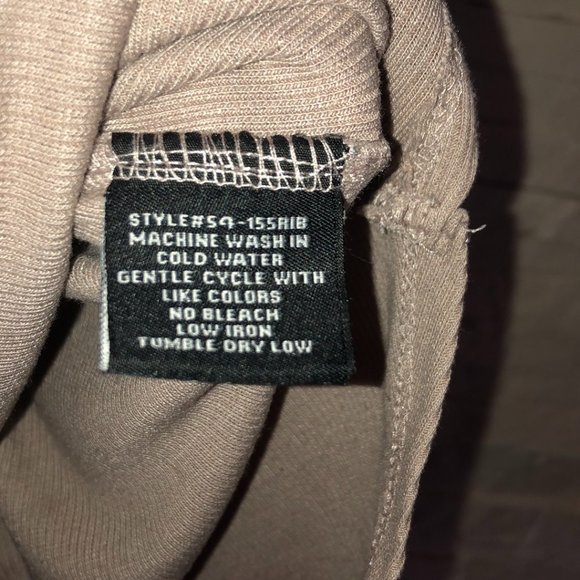 STYLE#54-155RIB
MACHINE WASH IN
COLD WATER
GENTLE CYCLE WITH
LIKE COLORS
NO BLEACH
LOW IRON
TUMBLE DRY LOW